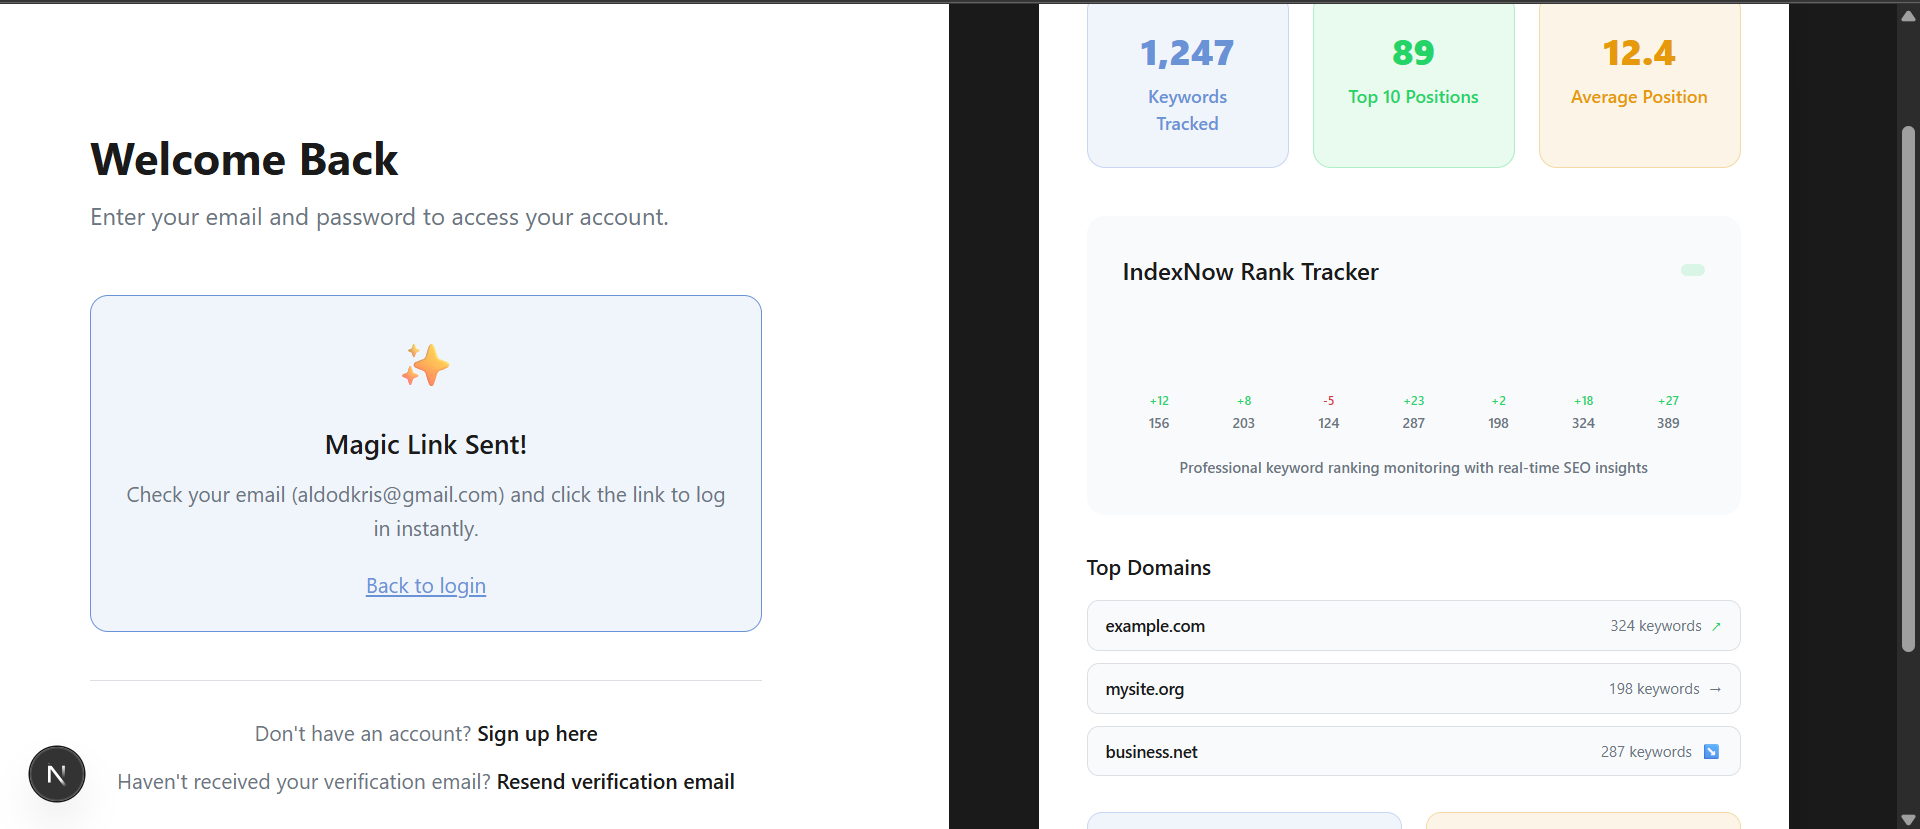 Welcome Back
Enter your email and password to access your account.
Magic Link Sent!
Check your email (aldodkris@gmail.com) and click the link to log
in instantly.
Back to login
Don't have an account? Sign up here
Haven't received your verification email? Resend verification email
N
1,247
Keywords
Tracked
89
Top 10 Positions
12.4
Average Position
IndexNow Rank Tracker
+12 +8 -5 +23 +2 +18 +27
156 203 124 287 198 324 389
Professional keyword ranking monitoring with real-time SEO insights
Top Domains
example.com 324 keywords ↗
mysite.org 198 keywords →
business.net 287 keywords ↘